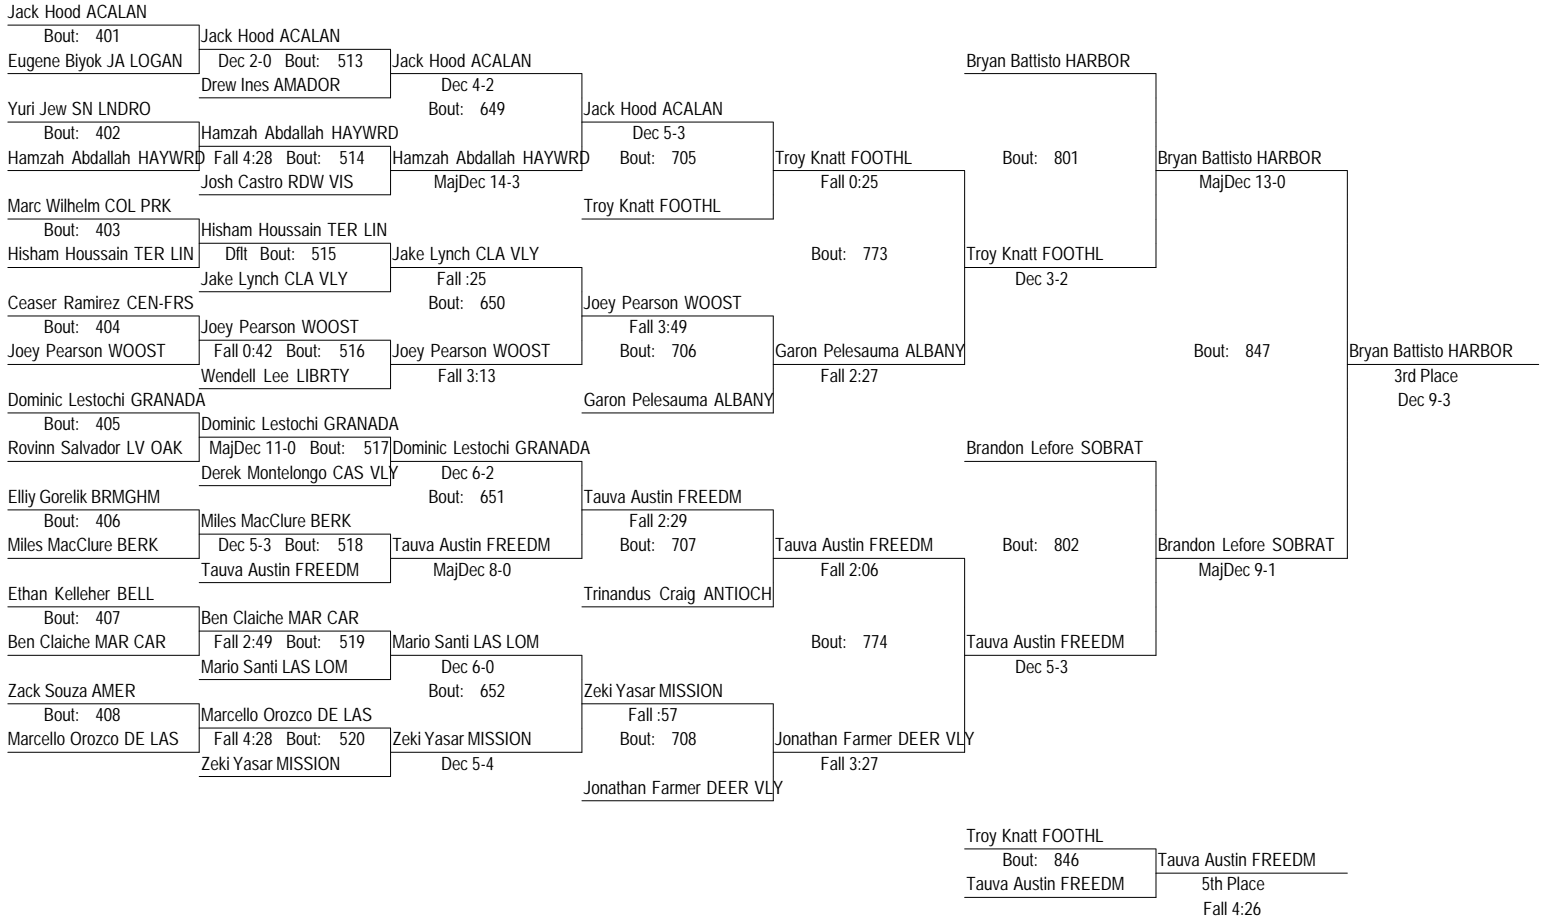 Jack Hood ACALAN
Bout: 401
Jack Hood ACALAN
Eugene Biyok JA LOGAN
Dec 2-0 Bout: 513
Jack Hood ACALAN
Bryan Battisto HARBOR
Drew Ines AMADOR
Dec 4-2
Yuri Jew SN LNDRO
Bout: 649
Jack Hood ACALAN
Bout: 402
Hamzah Abdallah HAYWRD
Dec 5-3
Hamzah Abdallah HAYWRD
Fall 4:28 Bout: 514
Hamzah Abdallah HAYWRD
Bout: 705
Troy Knatt FOOTHL
Bout: 801
Bryan Battisto HARBOR
Josh Castro RDW VIS
MajDec 14-3
Fall 0:25
MajDec 13-0
Marc Wilhelm COL PRK
Troy Knatt FOOTHL
Bout: 403
Hisham Houssain TER LIN
Hisham Houssain TER LIN
Dflt Bout: 515
Jake Lynch CLA VLY
Bout: 773
Troy Knatt FOOTHL
Jake Lynch CLA VLY
Fall :25
Dec 3-2
Ceaser Ramirez CEN-FRS
Bout: 650
Joey Pearson WOOST
Bout: 404
Joey Pearson WOOST
Fall 3:49
Joey Pearson WOOST
Fall 0:42 Bout: 516
Joey Pearson WOOST
Bout: 706
Garon Pelesauma ALBANY
Bout: 847
Bryan Battisto HARBOR
Wendell Lee LIBRTY
Fall 3:13
Fall 2:27
3rd Place
Dominic Lestochi GRANADA
Garon Pelesauma ALBANY
Dec 9-3
Bout: 405
Dominic Lestochi GRANADA
Rovinn Salvador LV OAK
MajDec 11-0 Bout: 517
Dominic Lestochi GRANADA
Brandon Lefore SOBRAT
Derek Montelongo CAS VLY
Dec 6-2
Elliy Gorelik BRMGHM
Bout: 651
Tauva Austin FREEDM
Bout: 406
Miles MacClure BERK
Fall 2:29
Miles MacClure BERK
Dec 5-3 Bout: 518
Tauva Austin FREEDM
Bout: 707
Tauva Austin FREEDM
Bout: 802
Brandon Lefore SOBRAT
Tauva Austin FREEDM
MajDec 8-0
Fall 2:06
MajDec 9-1
Ethan Kelleher BELL
Trinandus Craig ANTIOCH
Bout: 407
Ben Claiche MAR CAR
Ben Claiche MAR CAR
Fall 2:49 Bout: 519
Mario Santi LAS LOM
Bout: 774
Tauva Austin FREEDM
Mario Santi LAS LOM
Dec 6-0
Dec 5-3
Zack Souza AMER
Bout: 652
Zeki Yasar MISSION
Bout: 408
Marcello Orozco DE LAS
Fall :57
Marcello Orozco DE LAS
Fall 4:28 Bout: 520
Zeki Yasar MISSION
Bout: 708
Jonathan Farmer DEER VLY
Zeki Yasar MISSION
Dec 5-4
Fall 3:27
Jonathan Farmer DEER VLY
Troy Knatt FOOTHL
Bout: 846
Tauva Austin FREEDM
Tauva Austin FREEDM
5th Place
Fall 4:26